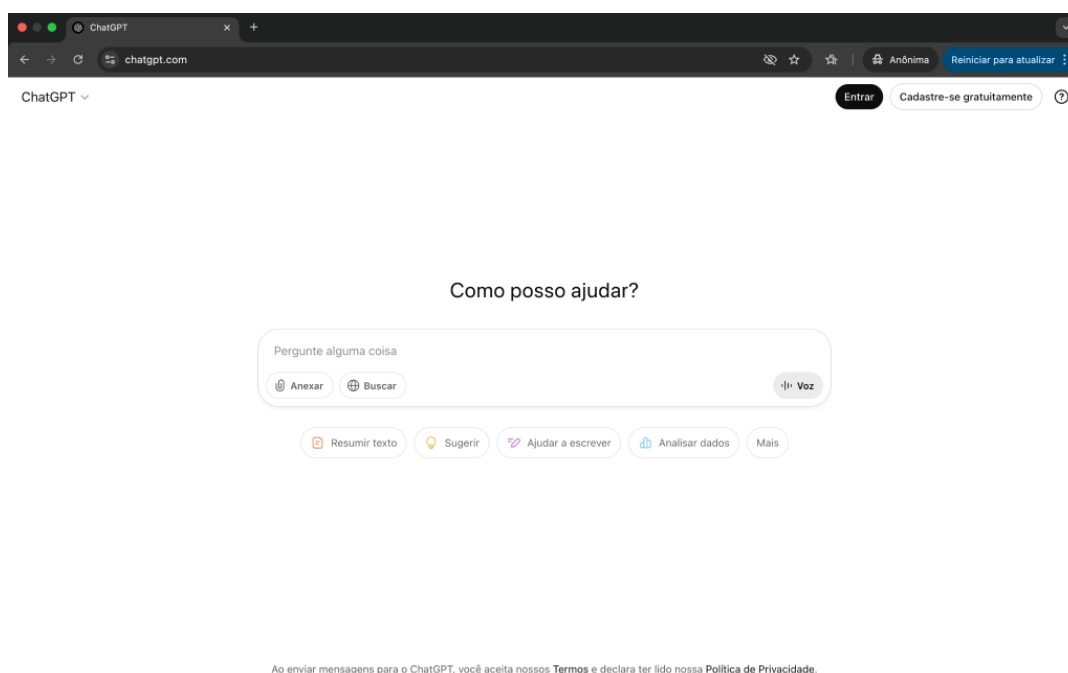 ChatGPT
chatgpt.com
Anônima
Reiniciar para atualizar
ChatGPT
Entrar
Cadastre-se gratuitamente
Como posso ajudar?
Pergunte alguma coisa
Anexar
Buscar
Voz
Resumir texto
Sugerir
Ajudar a escrever
Analisar dados
Mais
Ao enviar mensagens para o ChatGPT, você aceita nossos Termos e declara ter lido nossa Política de Privacidade.